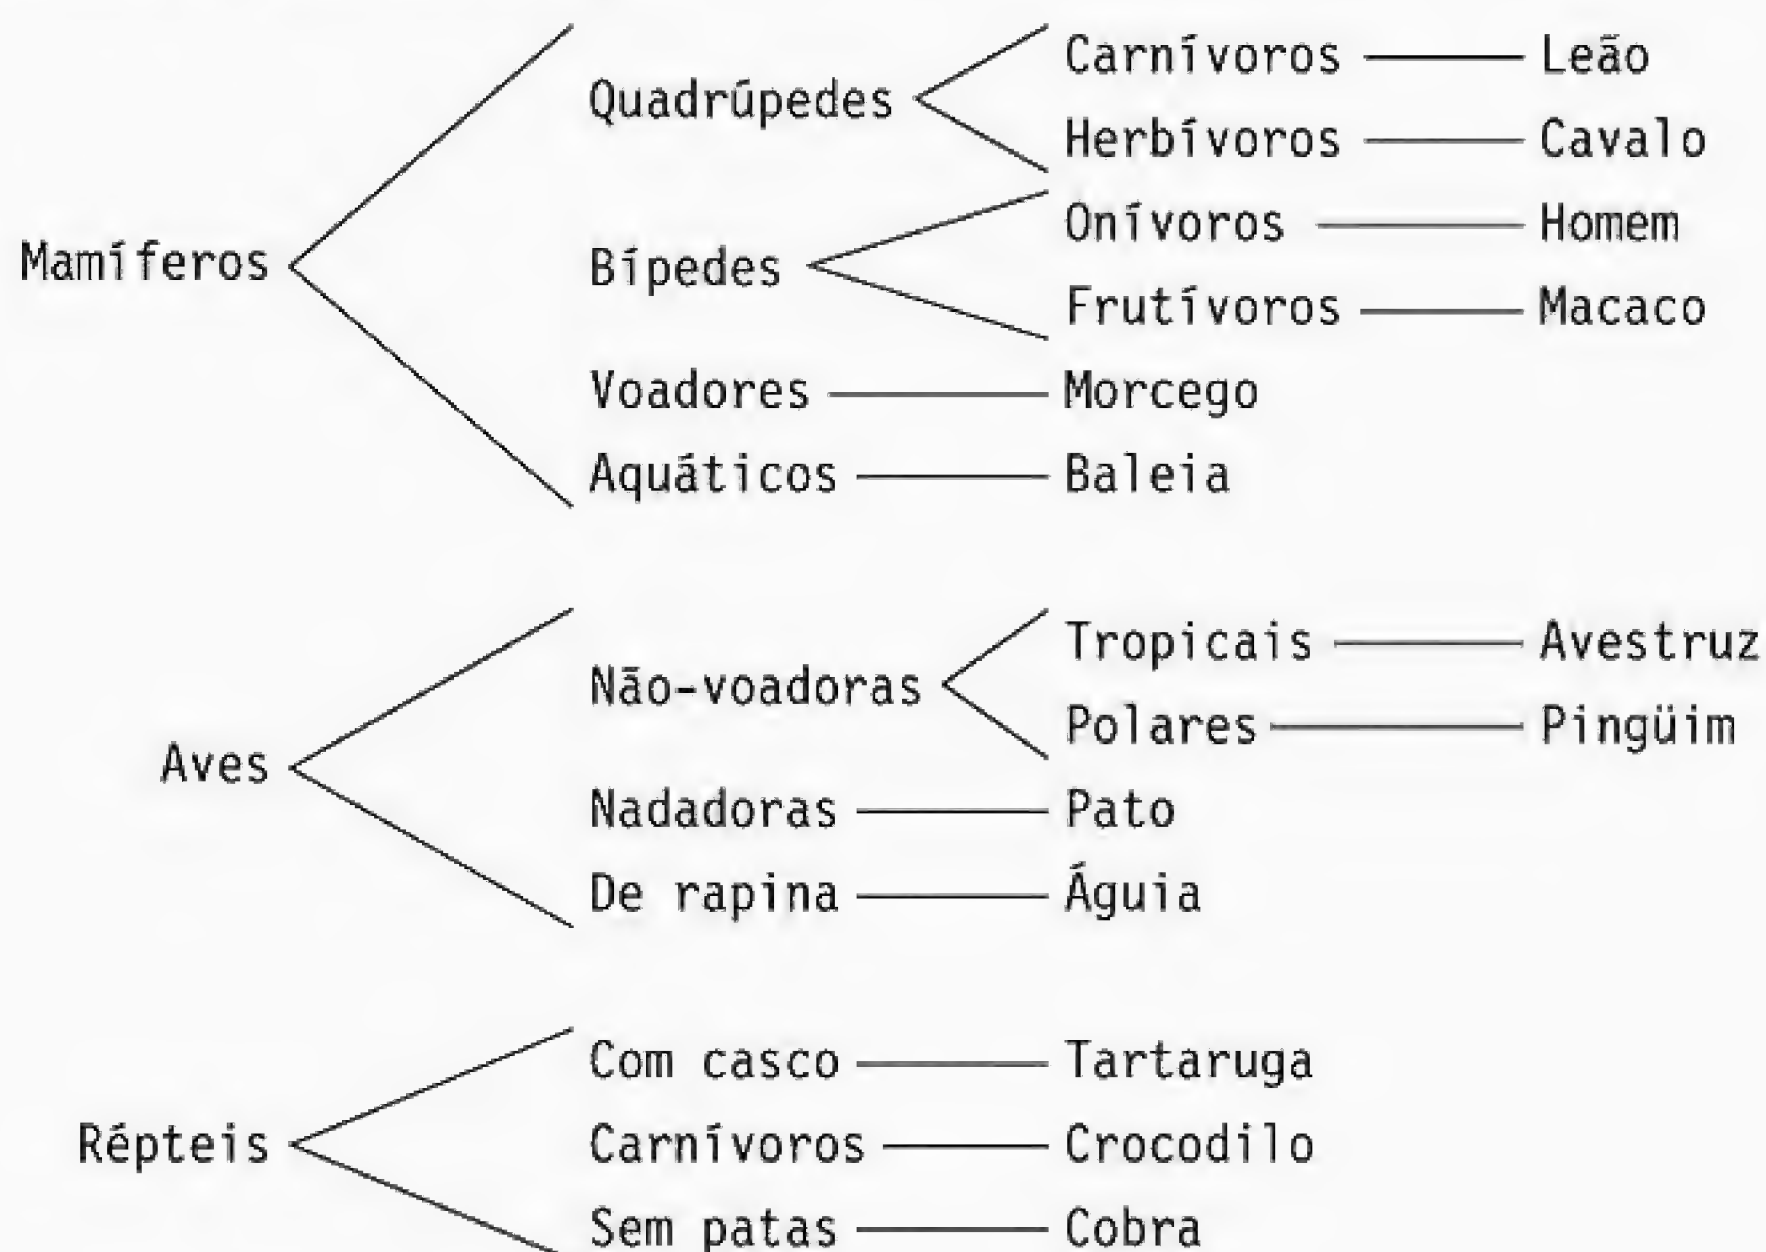 Carnívoros Leão
Quadrúpedes
Herbívoros Cavalo
Onívoros Homem
Mamíferos Bípedes
Frutívoros Macaco
Voadores Morcego
Aquáticos Baleia
Tropicais Avestruz
Não-voadoras
Polares Pingüim
Aves
Nadadoras Pato
De rapina Águia
Com casco Tartaruga
Répteis Carnívoros Crocodilo
Sem patas Cobra